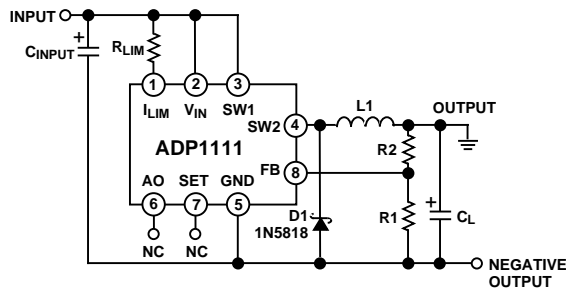 INPUT
CINPUT
+
RLIM
1
2
3
ILIM
VIN
SW1
SW2
4
L1
OUTPUT
ADP1111
R2
FB
8
AO
SET
GND
6
7
5
D1
1N5818
R1
+
CL
NC
NC
NEGATIVE
OUTPUT